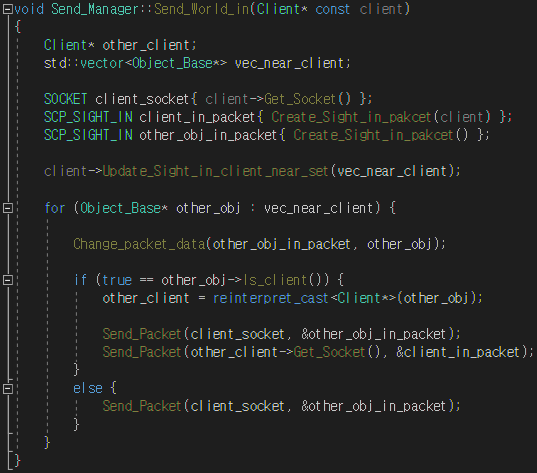 void Send_Manager::Send_World_in(Client* const client)
{
    Client* other_client;
    std::vector<Object_Base*> vec_near_client;

    SOCKET client_socket{ client->Get_Socket() };
    SCP_SIGHT_IN client_in_packet{ Create_Sight_in_pakcet(client) };
    SCP_SIGHT_IN other_obj_in_packet{ Create_Sight_in_pakcet() };

    client->Update_Sight_in_client_near_set(vec_near_client);

    for (Object_Base* other_obj : vec_near_client) {

        Change_packet_data(other_obj_in_packet, other_obj);

        if (true == other_obj->Is_client()) {
            other_client = reinterpret_cast<Client*>(other_obj);

            Send_Packet(client_socket, &other_obj_in_packet);
            Send_Packet(other_client->Get_Socket(), &client_in_packet);
        }
        else {
            Send_Packet(client_socket, &other_obj_in_packet);
        }
    }
}